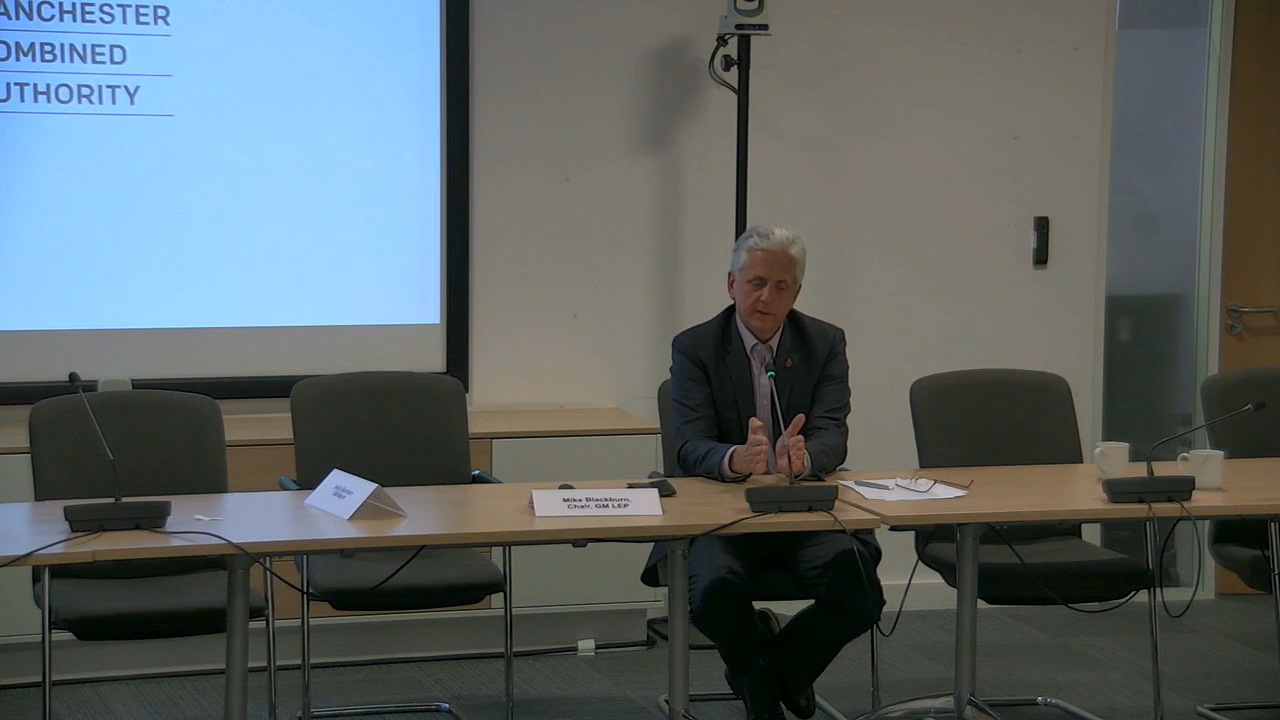 ANCHESTER
OMBINED
UTHORITY
Mike Blackburn,
Chair, GM LEP